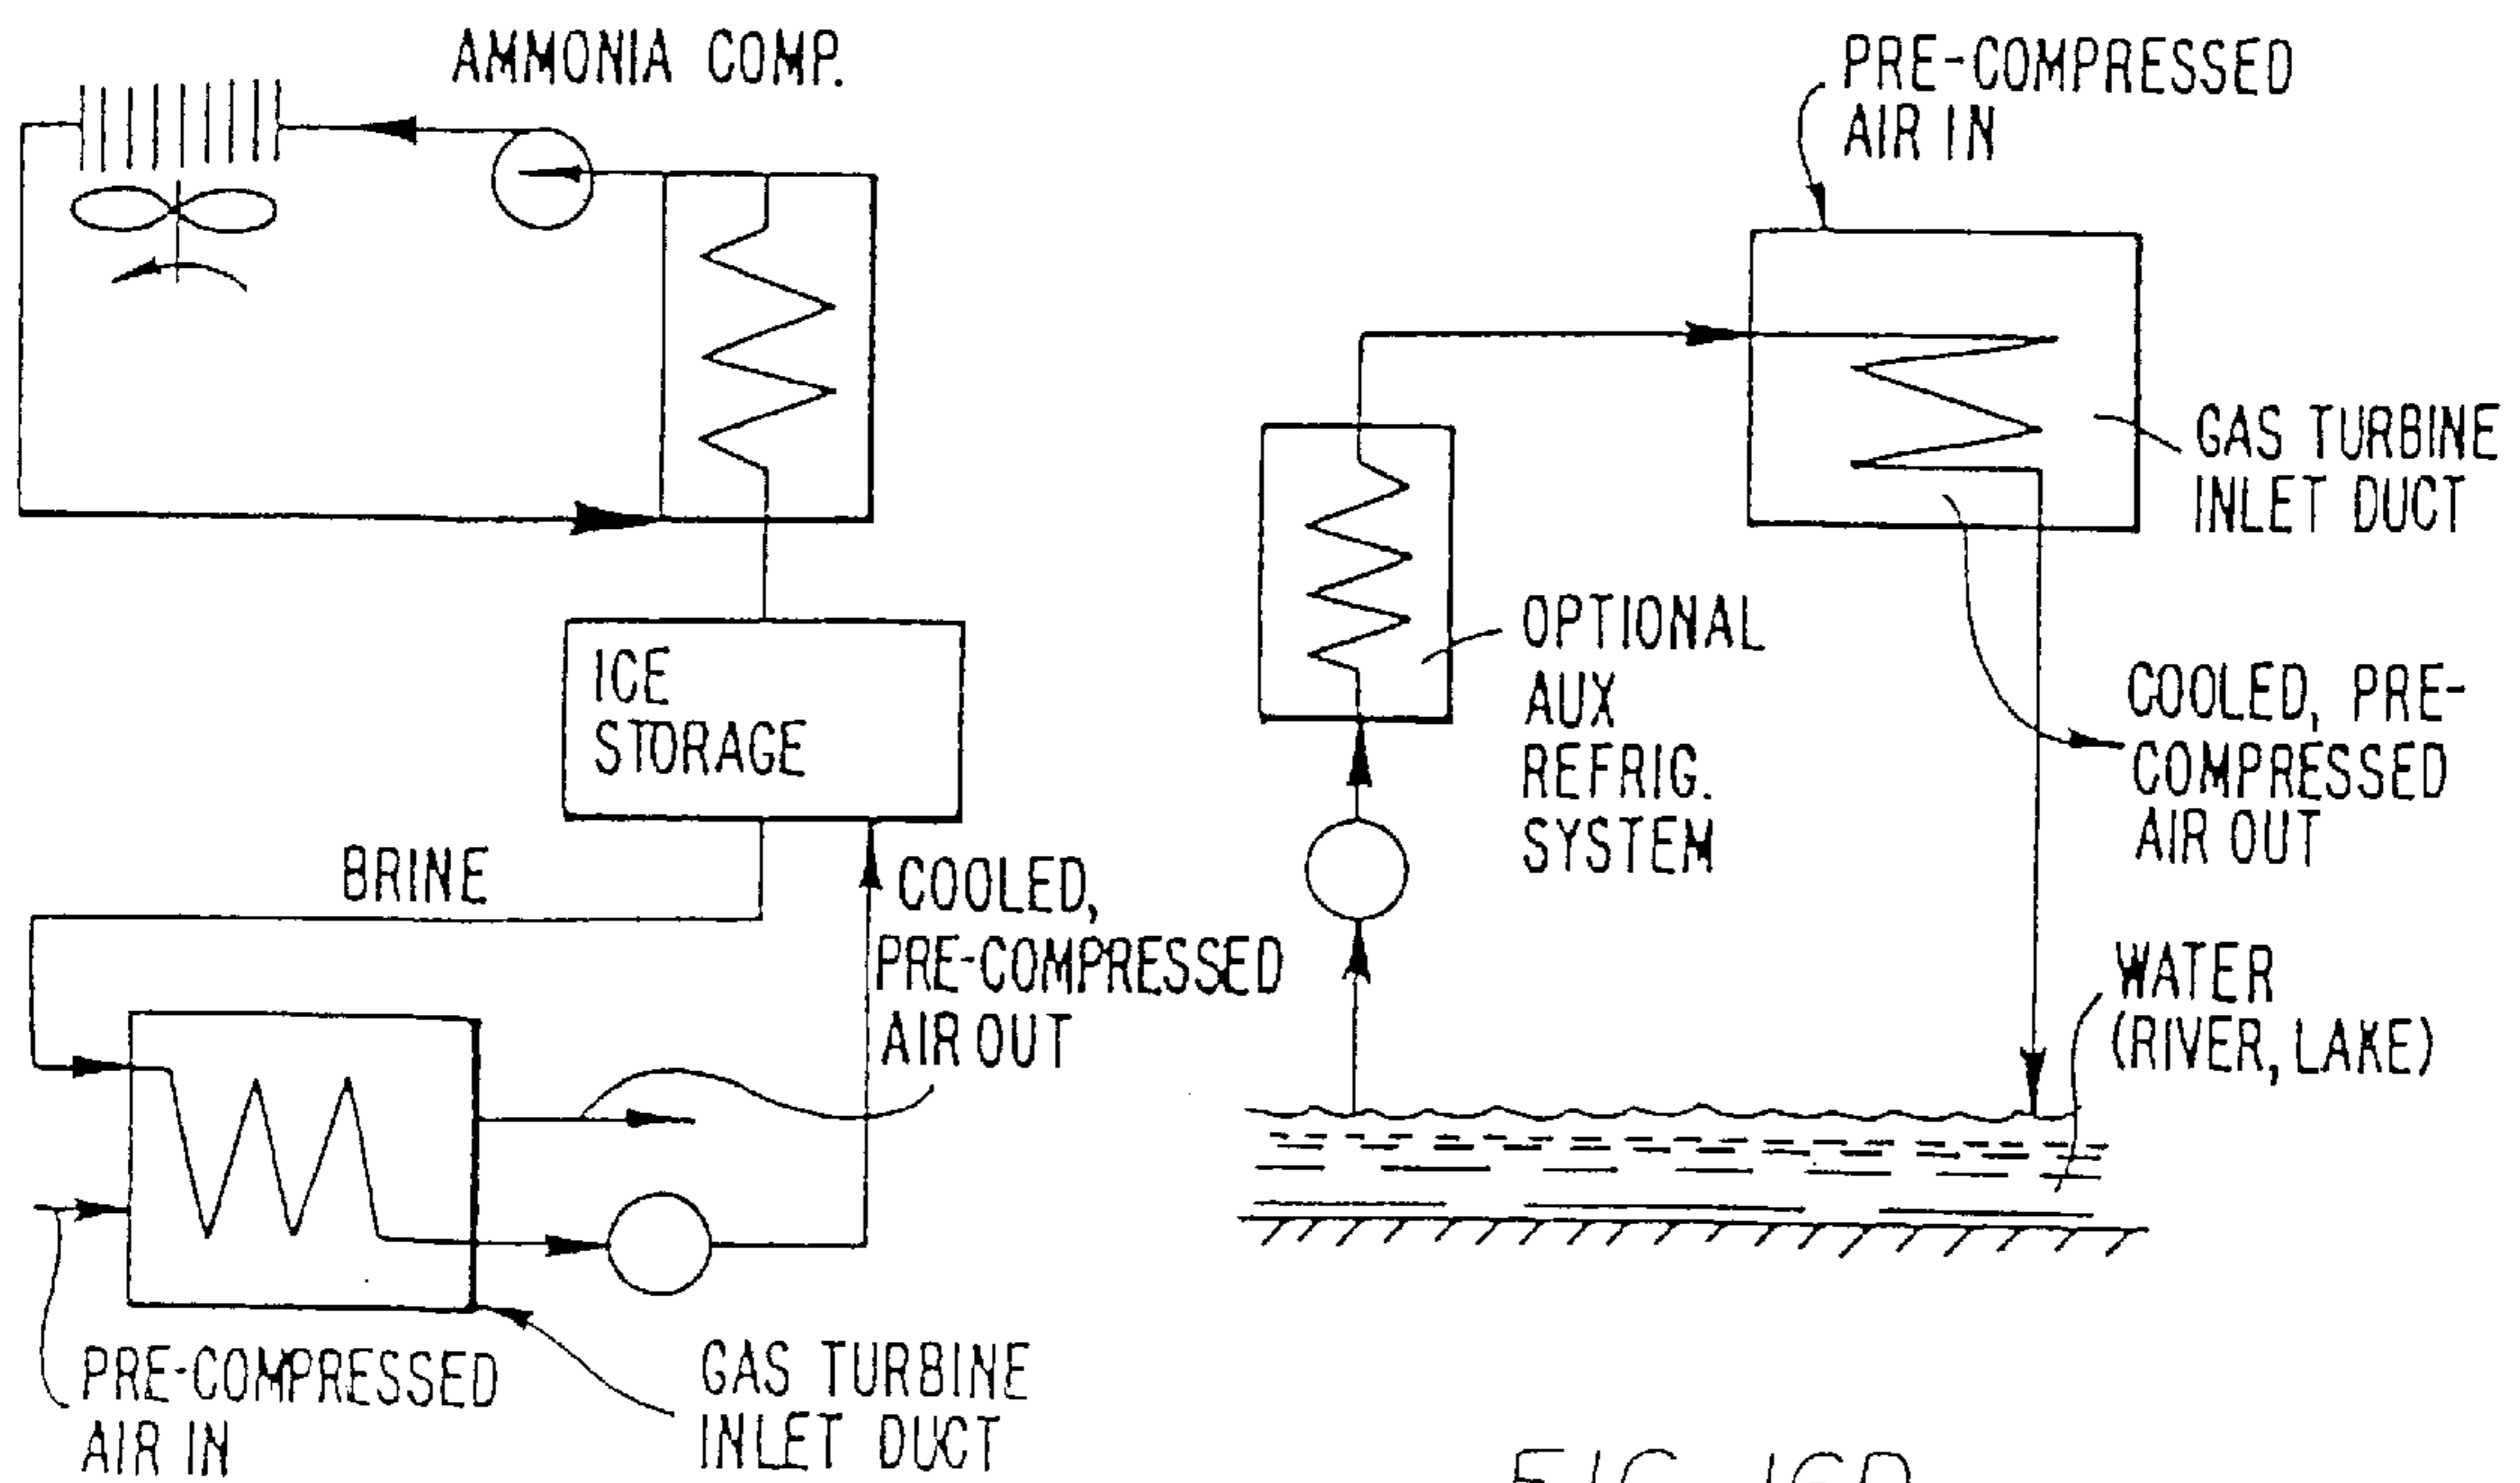 AMMONIA COMP.
ICE
STORAGE
BRINE
COOLED,
PRE-COMPRESSED
AIR OUT
PRE-COMPRESSED
AIR IN
GAS TURBINE
INLET DUCT
PRE-COMPRESSED
AIR IN
GAS TURBINE
INLET DUCT
OPTIONAL
AUX
REFRIG.
SYSTEM
COOLED, PRE-
COMPRESSED
AIR OUT
WATER
(RIVER, LAKE)